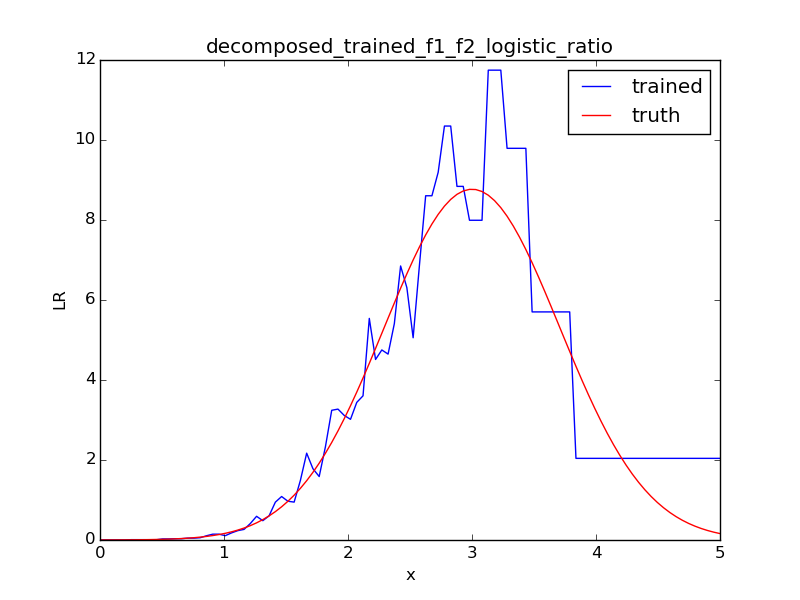 decomposed_trained_f1_f2_logistic_ratio
trained
truth
LR
12
10
8
6
4
2
0
0 1 2 3 4 5
x